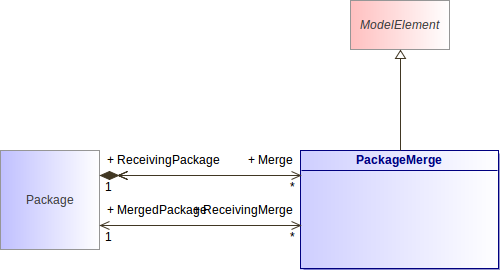 ModelElement
PackageMerge
Package
+ ReceivingPackage
+ Merge
1
*
+ MergedPackage
+ ReceivingMerge
1
*